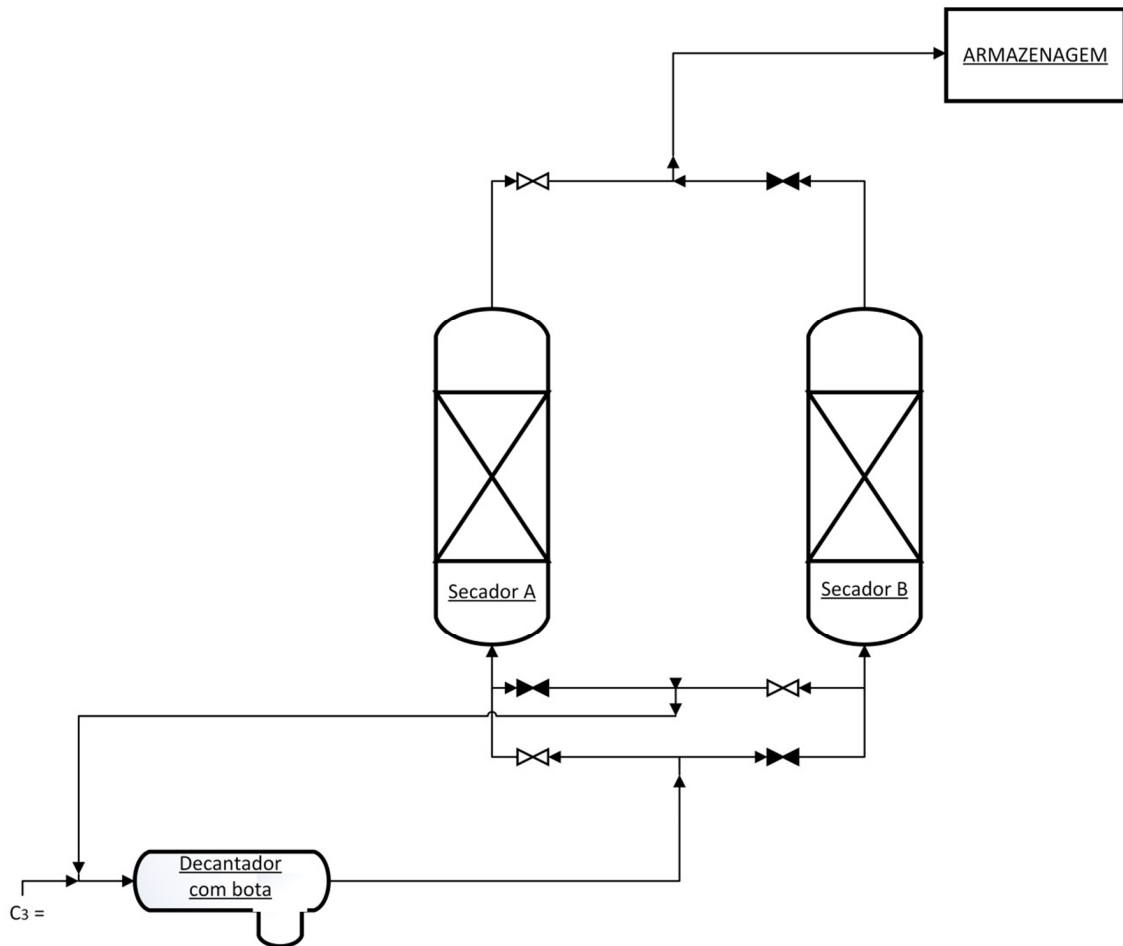 ARMAZENAGEM
Secador A
Secador B
Decantador
com bota
C3 =